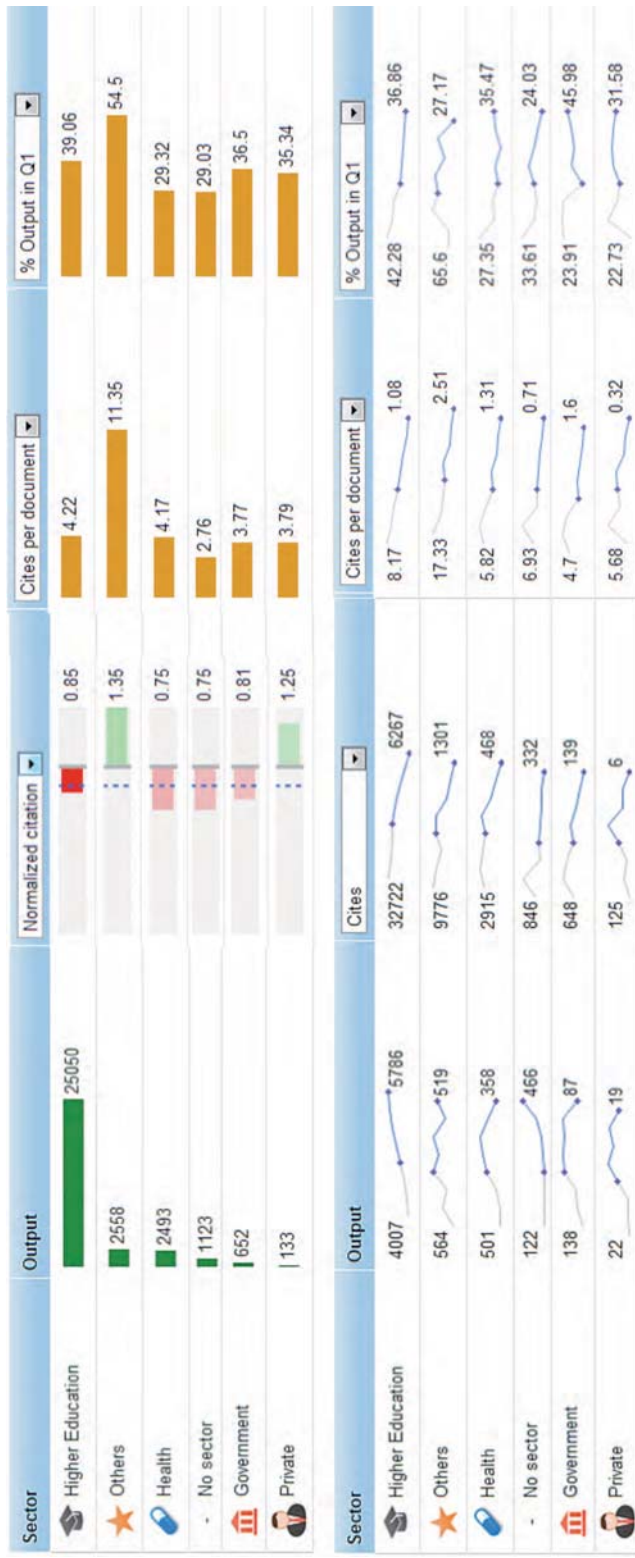 Sector Output Normalized citation Cites per document % Output in Q1
Higher Education 25050 0.85 4.22 39.06
Others 2558 1.35 11.35 54.5
Health 2493 0.75 4.17 29.32
- No sector 1123 0.75 2.76 29.03
Government 652 0.81 3.77 36.5
Private 133 1.25 3.79 35.34
Sector Output Cites Cites per document % Output in Q1
Higher Education 4007 5786 32722 6267 8.17 1.08 42.28 36.86
Others 564 519 9776 1301 17.33 2.51 65.6 27.17
Health 501 358 2915 468 5.82 1.31 27.35 35.47
- No sector 122 466 846 332 6.93 0.71 33.61 24.03
Government 138 87 648 139 4.7 1.6 23.91 45.98
Private 22 19 125 6 5.68 0.32 22.73 31.58